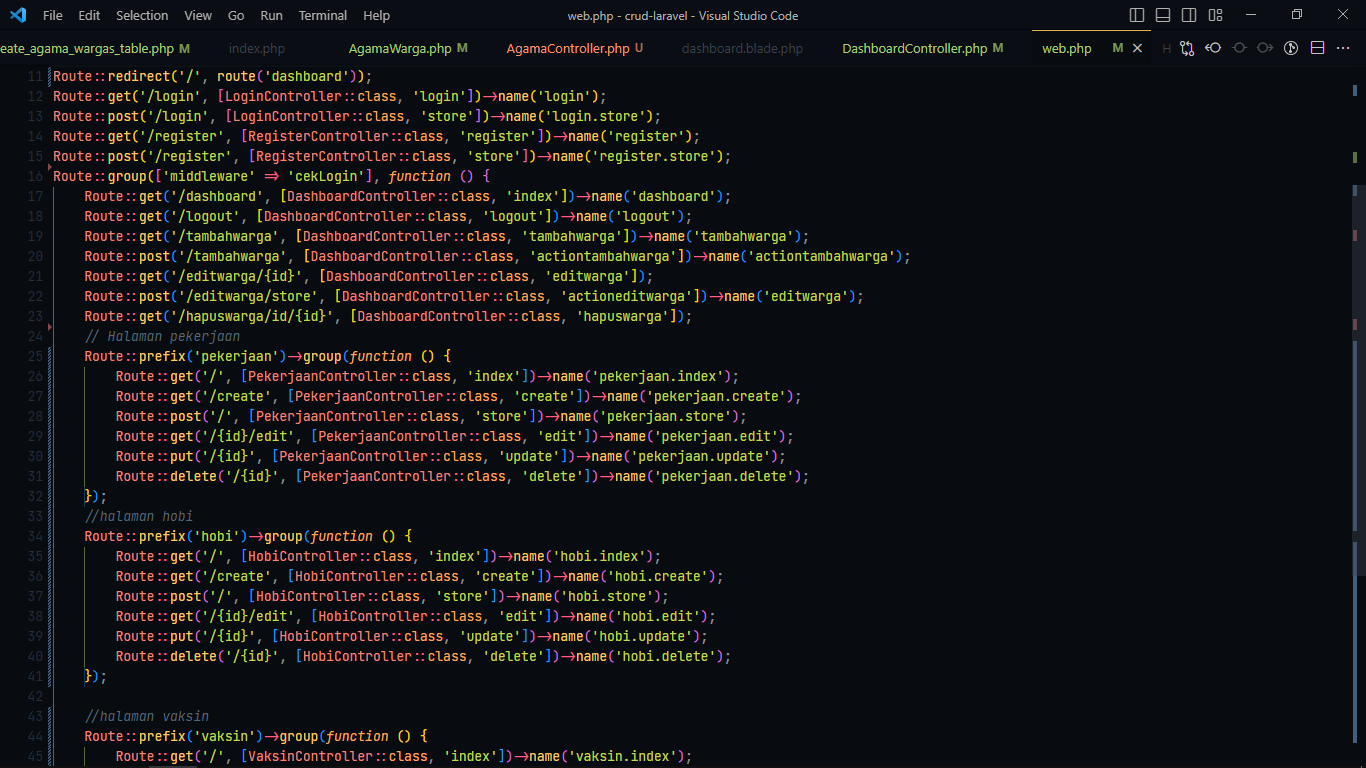 File Edit Selection View Go Run Terminal Help web.php - crud-laravel - Visual Studio Code
eate_agama_wargas_table.php M index.php AgamaWarga.php M AgamaController.php U dashboard.blade.php DashboardController.php M web.php M H
11 Route::redirect('/', route('dashboard'));
12 Route::get('/login', [LoginController::class, 'login'])->name('login');
13 Route::post('/login', [LoginController::class, 'store'])->name('login.store');
14 Route::get('/register', [RegisterController::class, 'register'])->name('register');
15 Route::post('/register', [RegisterController::class, 'store'])->name('register.store');
16 Route::group(['middleware' => 'cekLogin'], function () {
17 Route::get('/dashboard', [DashboardController::class, 'index'])->name('dashboard');
18 Route::get('/logout', [DashboardController::class, 'logout'])->name('logout');
19 Route::get('/tambahwarga', [DashboardController::class, 'tambahwarga'])->name('tambahwarga');
20 Route::post('/tambahwarga', [DashboardController::class, 'actiontambahwarga'])->name('actiontambahwarga');
21 Route::get('/editwarga/{id}', [DashboardController::class, 'editwarga']);
22 Route::post('/editwarga/store', [DashboardController::class, 'actioneditwarga'])->name('editwarga');
23 Route::get('/hapuswarga/id/{id}', [DashboardController::class, 'hapuswarga']);
24 // Halaman pekerjaan
25 Route::prefix('pekerjaan')->group(function () {
26 Route::get('/', [PekerjaanController::class, 'index'])->name('pekerjaan.index');
27 Route::get('/create', [PekerjaanController::class, 'create'])->name('pekerjaan.create');
28 Route::post('/', [PekerjaanController::class, 'store'])->name('pekerjaan.store');
29 Route::get('/{id}/edit', [PekerjaanController::class, 'edit'])->name('pekerjaan.edit');
30 Route::put('/{id}', [PekerjaanController::class, 'update'])->name('pekerjaan.update');
31 Route::delete('/{id}', [PekerjaanController::class, 'delete'])->name('pekerjaan.delete');
32 });
33 //halaman hobi
34 Route::prefix('hobi')->group(function () {
35 Route::get('/', [HobiController::class, 'index'])->name('hobi.index');
36 Route::get('/create', [HobiController::class, 'create'])->name('hobi.create');
37 Route::post('/', [HobiController::class, 'store'])->name('hobi.store');
38 Route::get('/{id}/edit', [HobiController::class, 'edit'])->name('hobi.edit');
39 Route::put('/{id}', [HobiController::class, 'update'])->name('hobi.update');
40 Route::delete('/{id}', [HobiController::class, 'delete'])->name('hobi.delete');
41 });
42
43 //halaman vaksin
44 Route::prefix('vaksin')->group(function () {
45 Route::get('/', [VaksinController::class, 'index'])->name('vaksin.index');